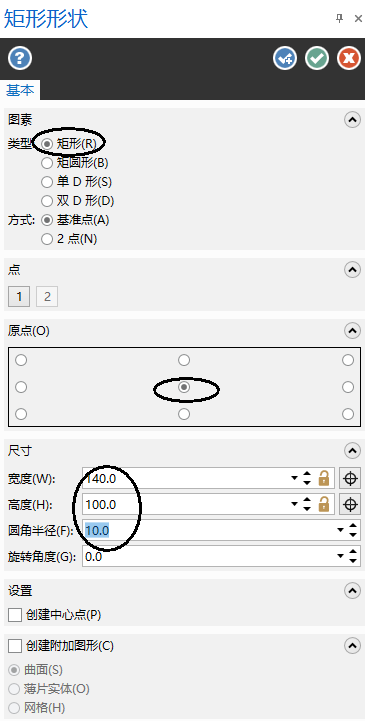 矩形形状
基本
图素
类型: 矩形(R)
矩圆形(B)
单 D 形(S)
双 D 形(D)
方式: 基准点(A)
2 点(N)
点
1 2
原点(O)
尺寸
宽度(W): 140.0
高度(H): 100.0
圆角半径(F): 10.0
旋转角度(G): 0.0
设置
创建中心点(P)
创建附加图形(C)
曲面(S)
薄片实体(O)
网格(H)